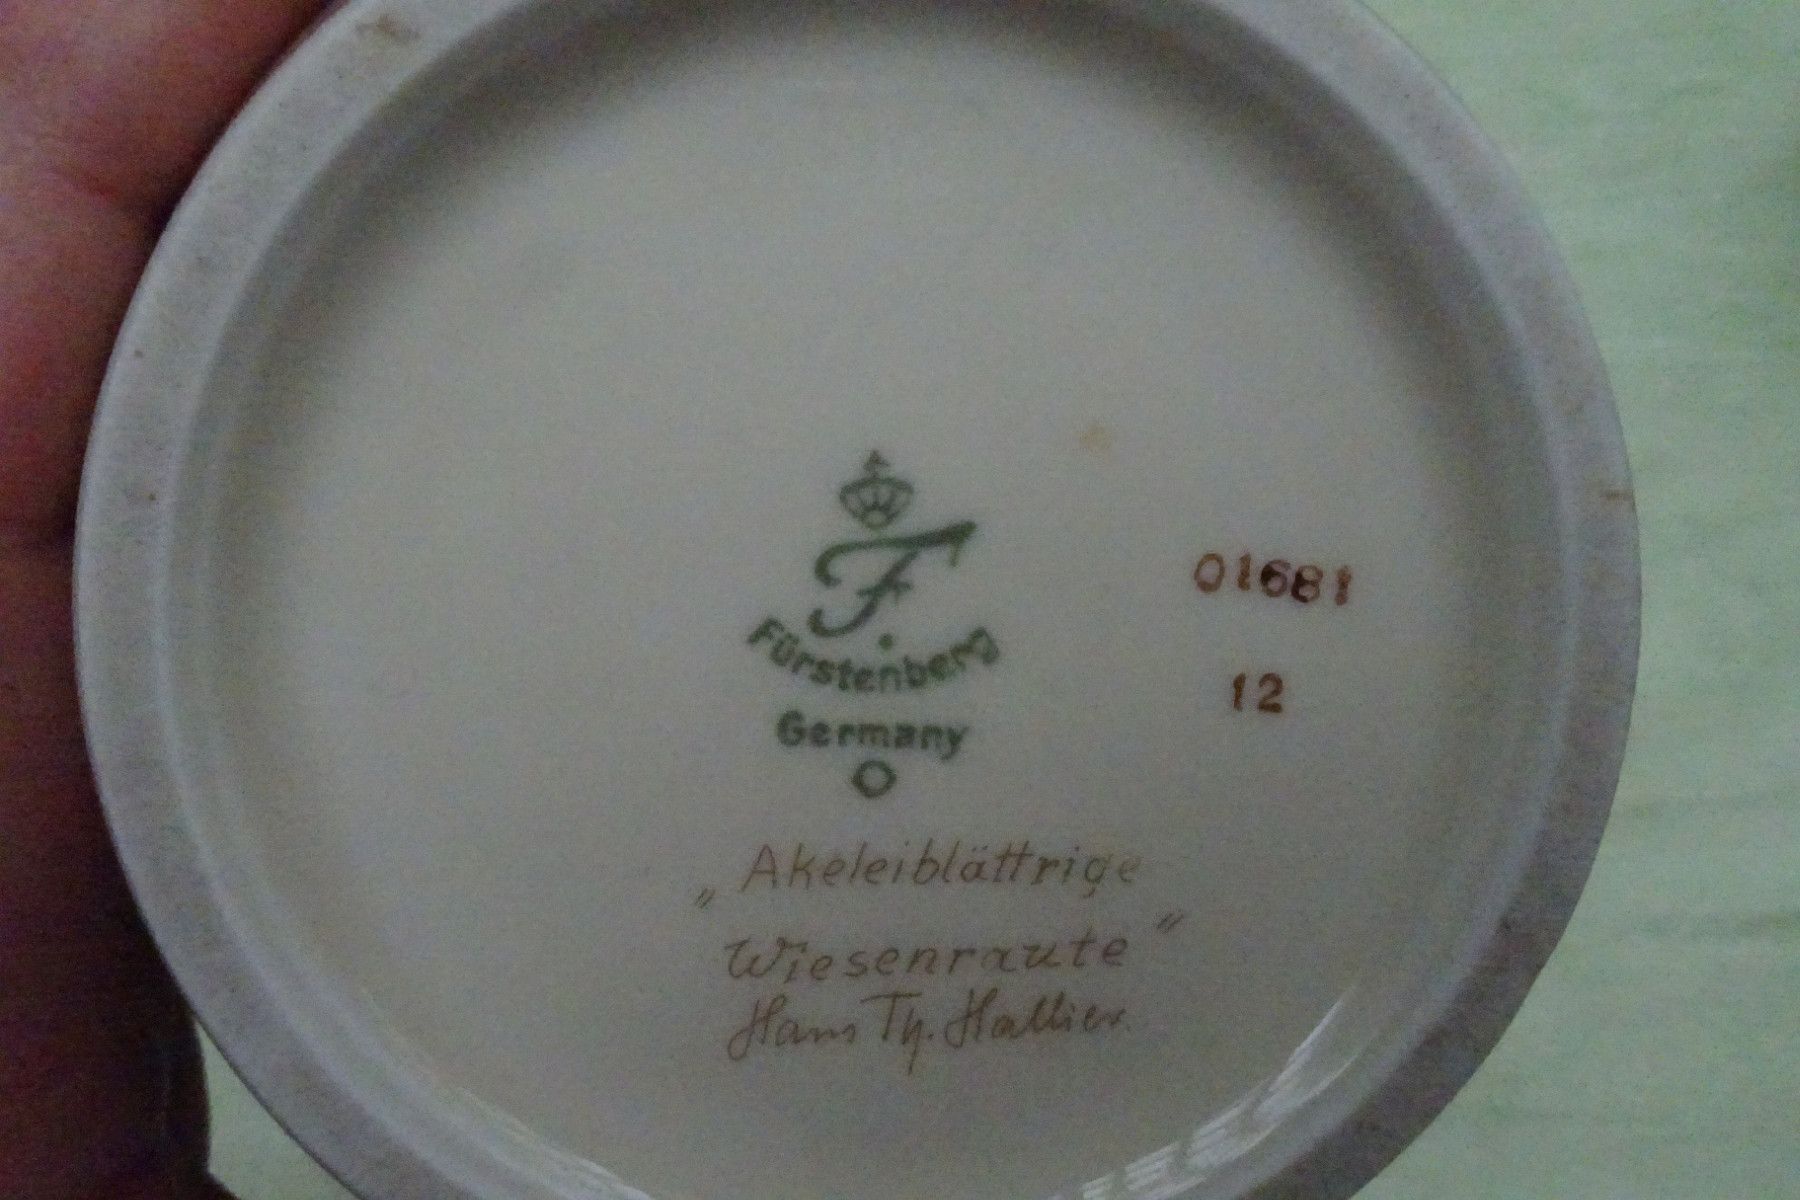 F
Fürstenberg
Germany
01681
12
„Akeleiblättrige
Wiesenraute"
Hans Th. Hallier.